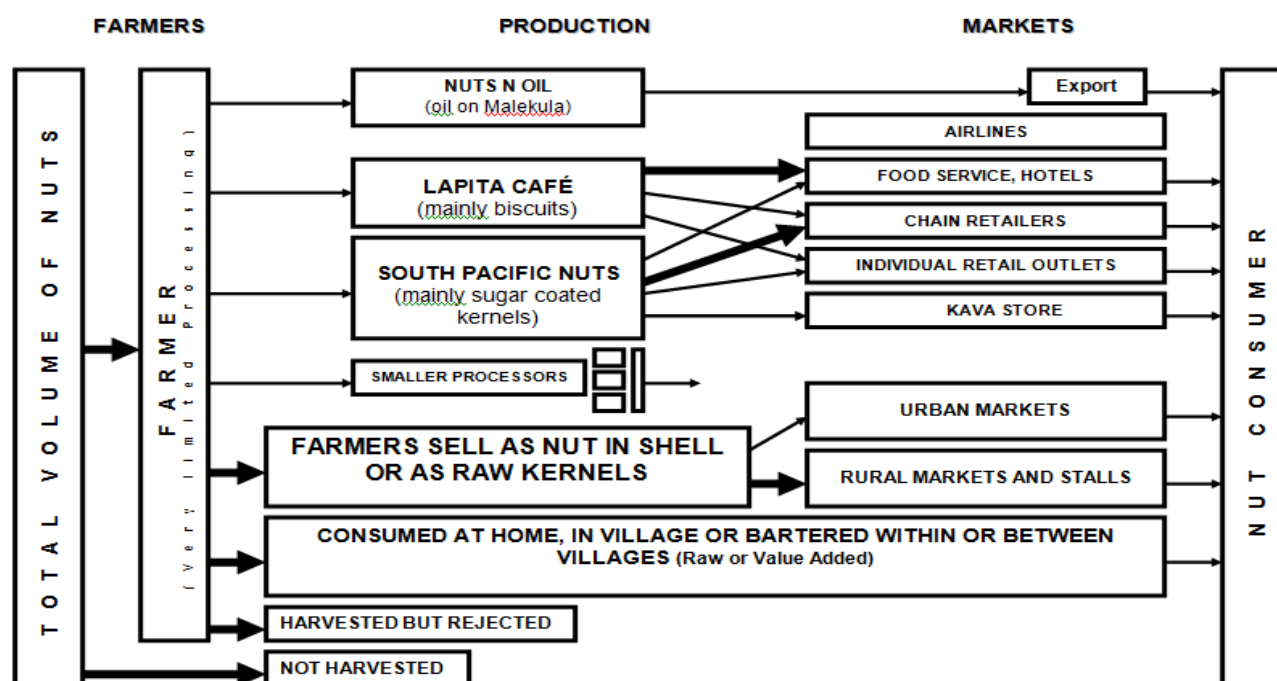 FARMERS
PRODUCTION
MARKETS
TOTAL VOLUME OF NUTS
FARMER
(Very limited processing)
NUTS N OIL
(oil on Malekula)
LAPITA CAFÉ
(mainly biscuits)
SOUTH PACIFIC NUTS
(mainly sugar coated
kernels)
SMALLER PROCESSORS
FARMERS SELL AS NUT IN SHELL
OR AS RAW KERNELS
CONSUMED AT HOME, IN VILLAGE OR BARTERED WITHIN OR BETWEEN
VILLAGES (Raw or Value Added)
HARVESTED BUT REJECTED
NOT HARVESTED
Export
AIRLINES
FOOD SERVICE, HOTELS
CHAIN RETAILERS
INDIVIDUAL RETAIL OUTLETS
KAVA STORE
URBAN MARKETS
RURAL MARKETS AND STALLS
NUT CONSUMER